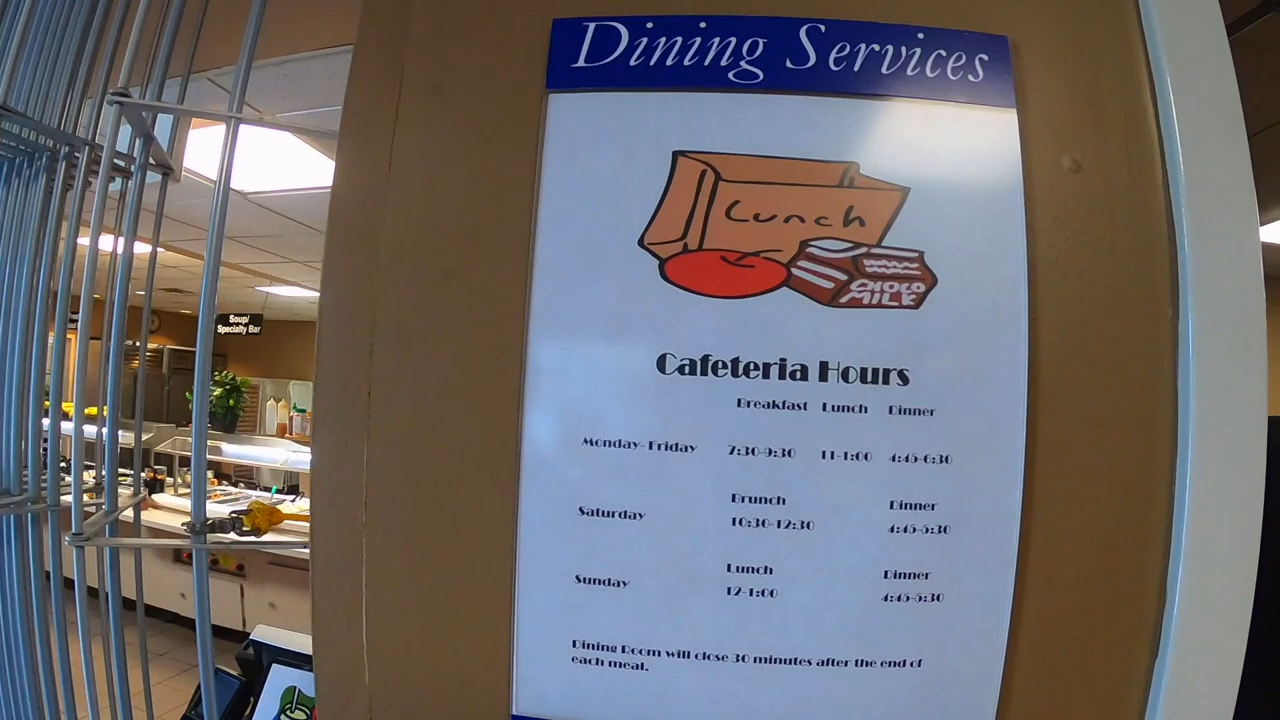 Dining Services
Lunch
CHOCO
MILK
Soup/
Specialty Bar
Cafeteria Hours
Breakfast Lunch Dinner
Monday- Friday 7:30-9:30 11-1:00 4:45-6:30
Brunch Dinner
Saturday 10:30-12:30 4:45-5:30
Lunch Dinner
Sunday 12-1:00 4:45-5:30
Dining Room will close 30 minutes after the end of
each meal.